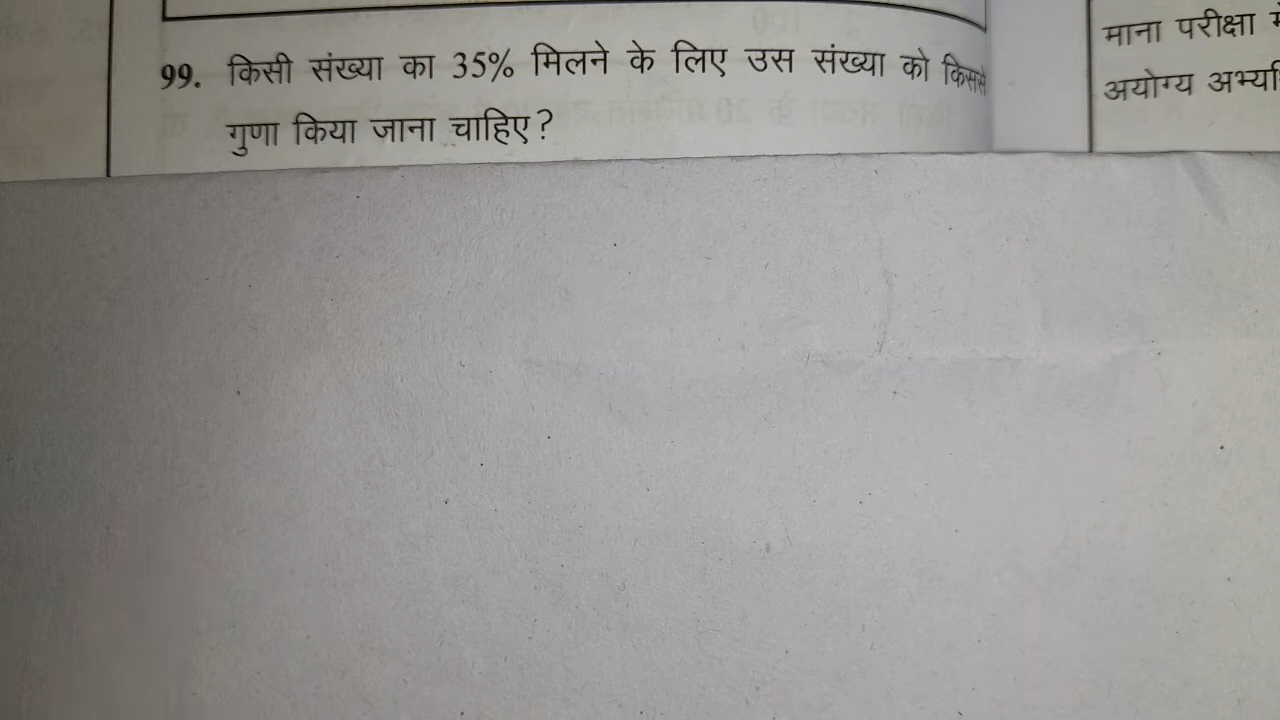 99. किसी संख्या का 35% मिलने के लिए उस संख्या को किससे
गुणा किया जाना चाहिए?
माना परीक्षा
अयोग्य